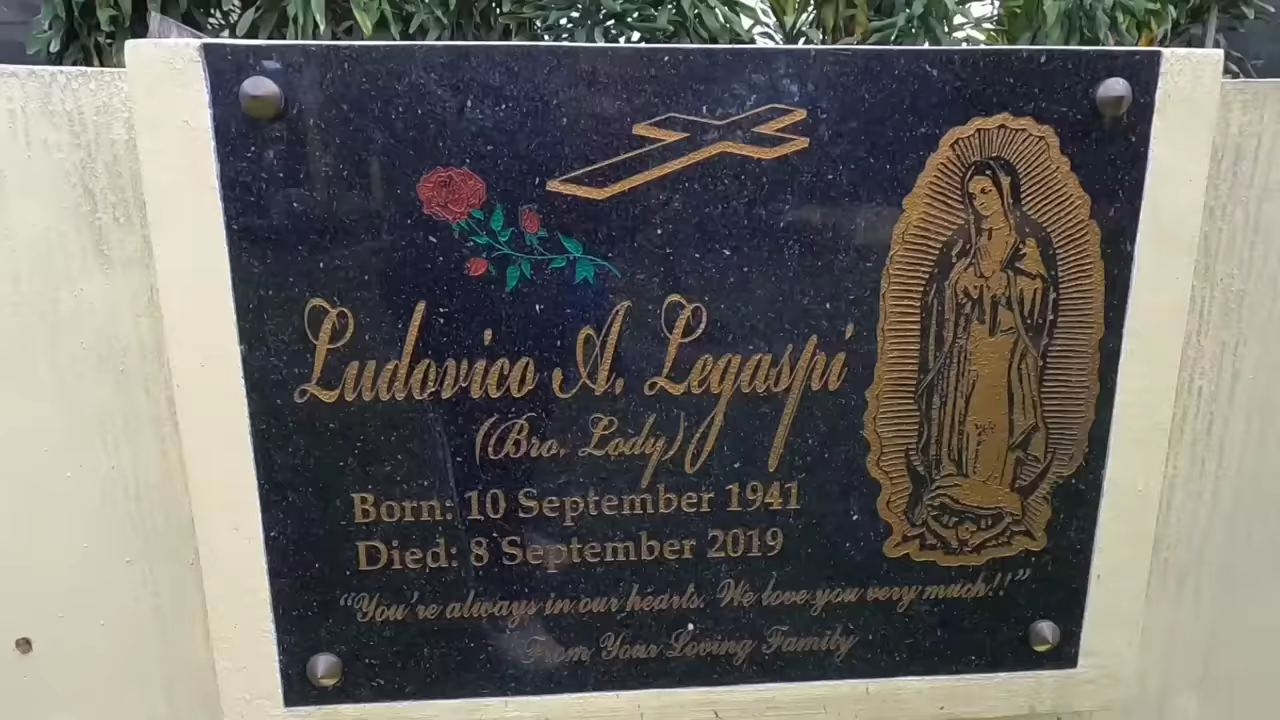 Ludovico A. Legaspi
(Bro. Lody)
Born: 10 September 1941
Died: 8 September 2019
“You're always in our hearts. We love you very much!!”
From Your Loving Family